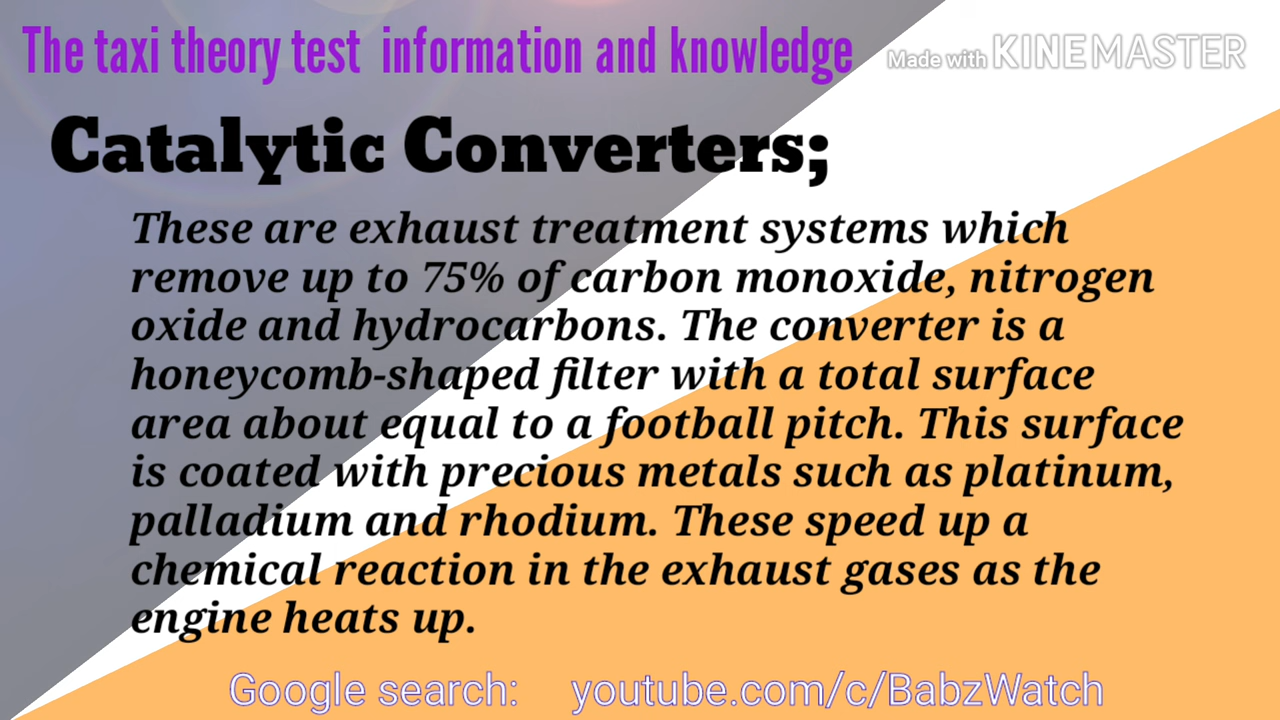 The taxi theory test information and knowledge
Made with KINEMASTER
Catalytic Converters;
These are exhaust treatment systems which
remove up to 75% of carbon monoxide, nitrogen
oxide and hydrocarbons. The converter is a
honeycomb-shaped filter with a total surface
area about equal to a football pitch. This surface
is coated with precious metals such as platinum,
palladium and rhodium. These speed up a
chemical reaction in the exhaust gases as the
engine heats up.
Google search: youtube.com/c/BabzWatch